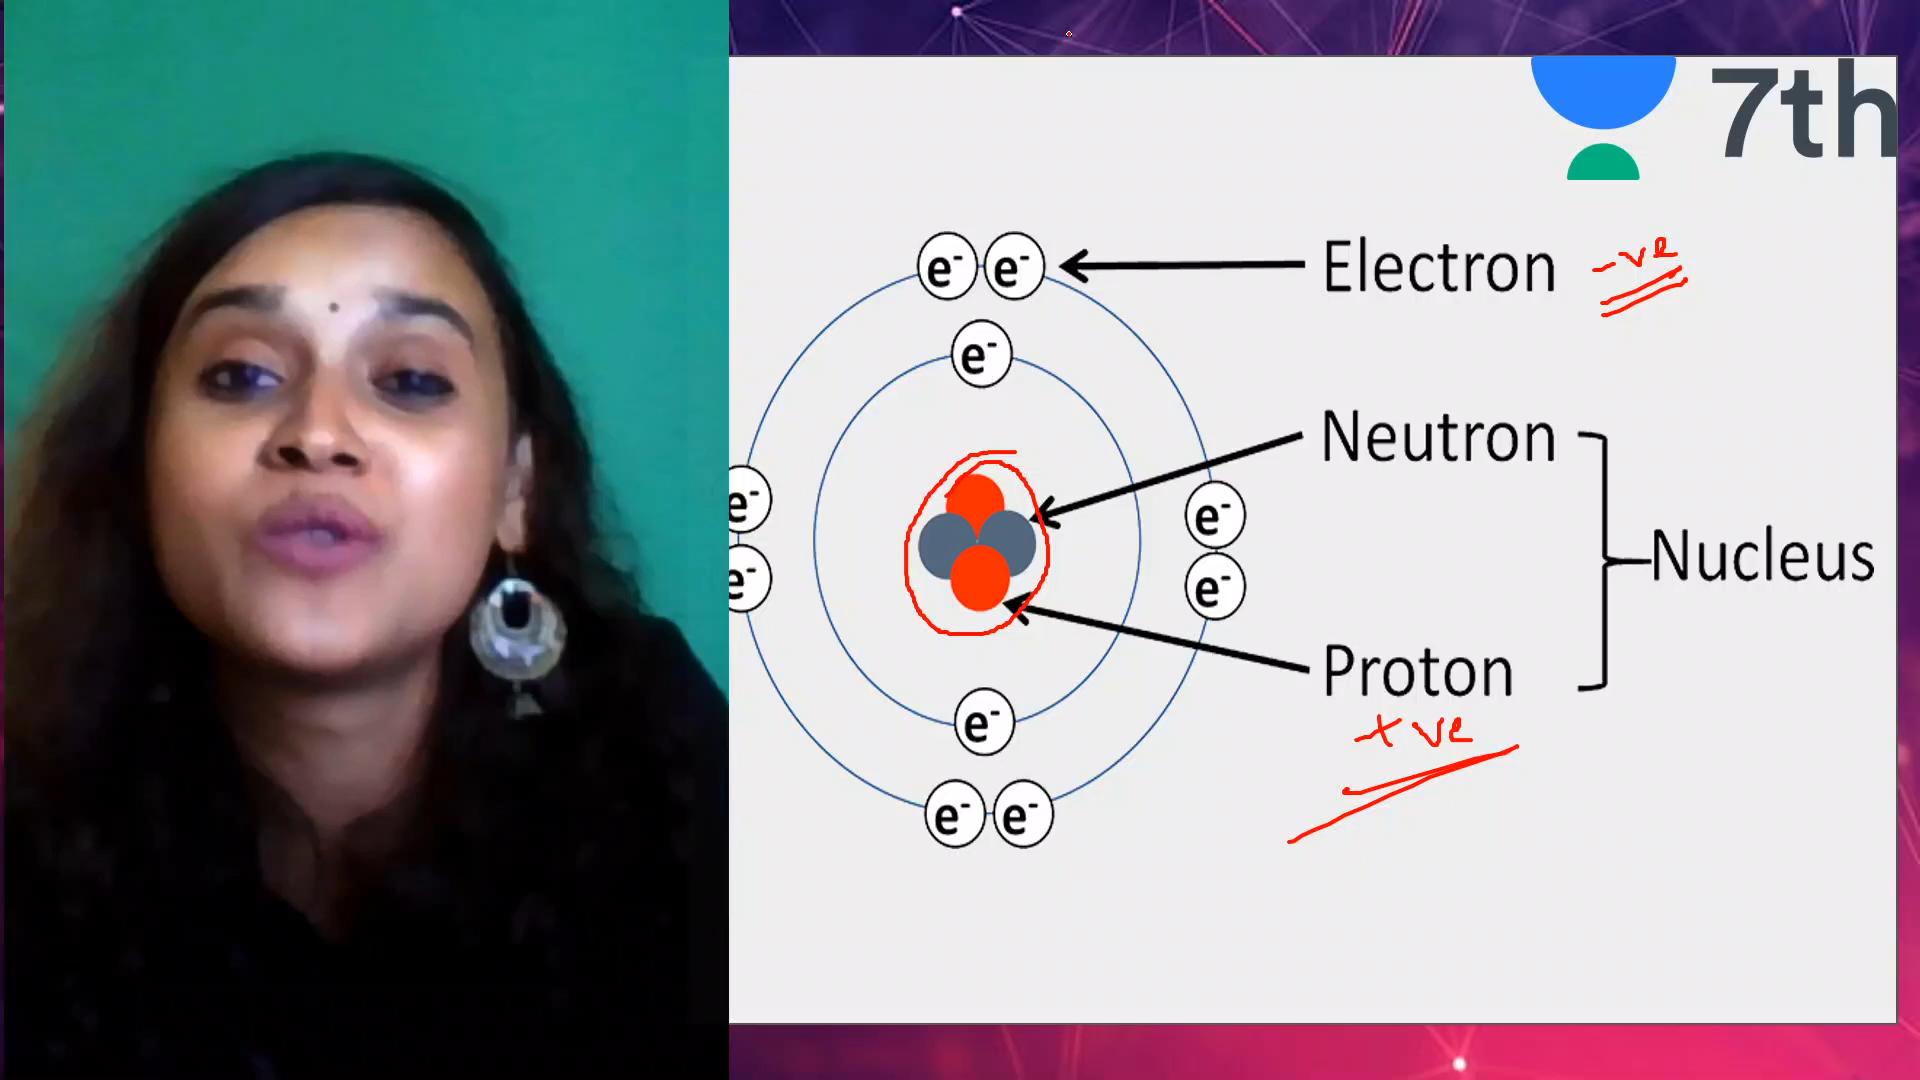 7th
e- e-
Electron -ve
e-
Neutron
e-
e-
e-
e-
Nucleus
Proton
+ve
e-
e- e-